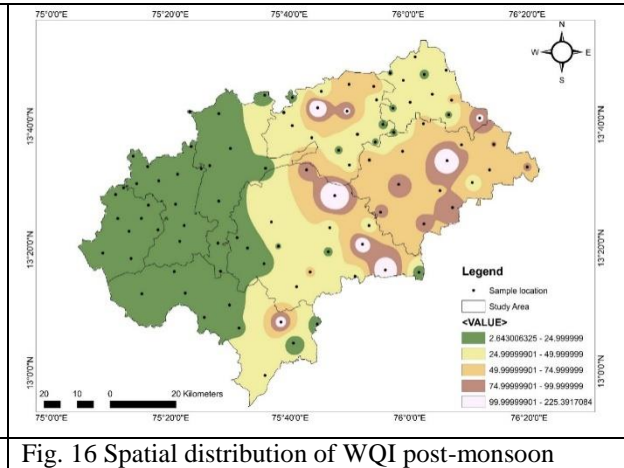 75°0'0"E 75°20'0"E 75°40'0"E 76°0'0"E 76°20'0"E
N
W E
S
13°40'0"N 13°40'0"N
13°20'0"N 13°20'0"N
13°0'0"N 13°0'0"N
Legend
Sample location
Study Area
<VALUE>
2.643006325 - 24.999999
24.99999901 - 49.999999
49.99999901 - 74.999999
74.99999901 - 99.999999
99.99999901 - 225.3917084
20 10 0 20 Kilometers
75°0'0"E 75°20'0"E 75°40'0"E 76°0'0"E 76°20'0"E
Fig. 16 Spatial distribution of WQI post-monsoon